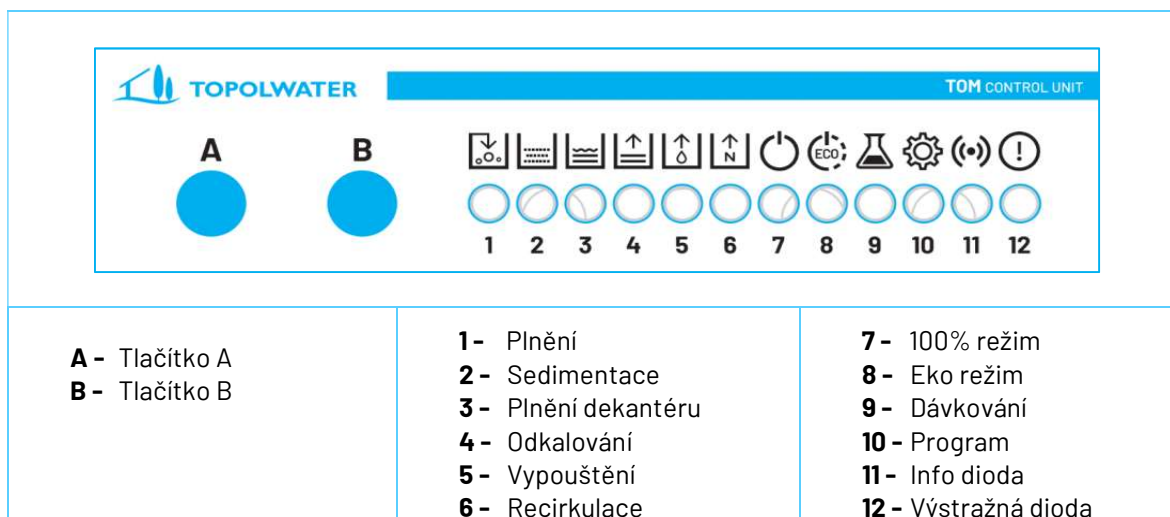 TOPOLWATER
TOM CONTROL UNIT
A B
ECO N
1 2 3 4 5 6 7 8 9 10 11 12
A - Tlačítko A
B - Tlačítko B
1 - Plnění
2 - Sedimentace
3 - Plnění dekantéru
4 - Odkalování
5 - Vypouštění
6 - Recirkulace
7 - 100% režim
8 - Eko režim
9 - Dávkování
10 - Program
11 - Info dioda
12 - Výstražná dioda